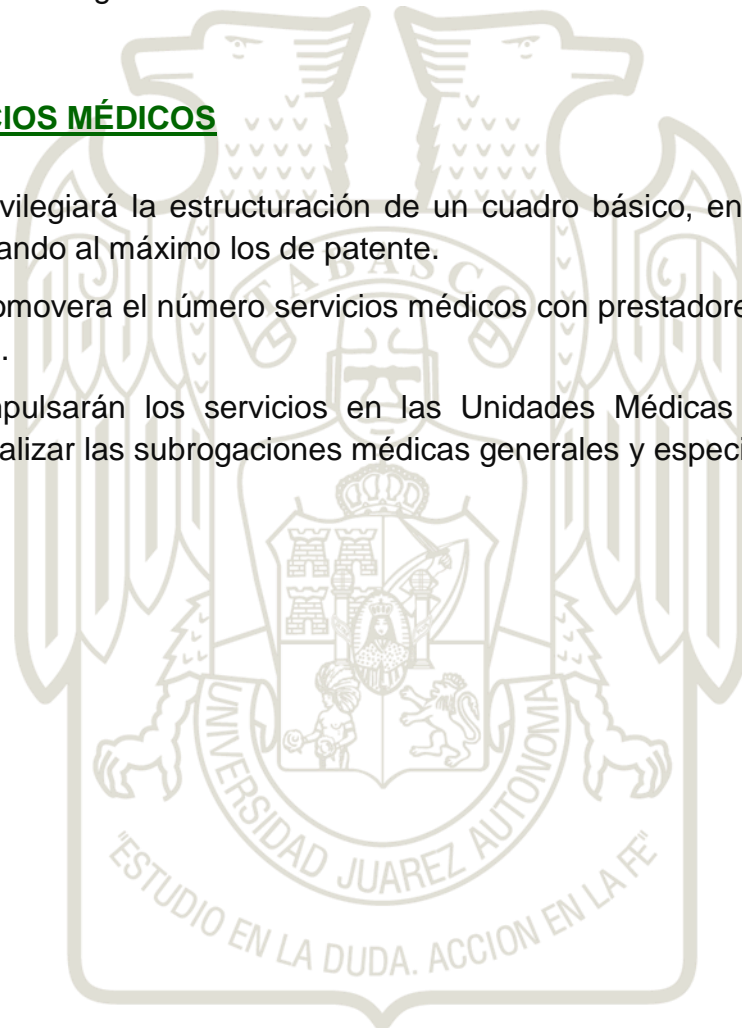 CIOS MÉDICOS
vilegiará la estructuración de un cuadro básico, en
ando al máximo los de patente.
TABASCO
omovera el número servicios médicos con prestadore
.
pulsarán los servicios en las Unidades Médicas
alizar las subrogaciones médicas generales y especi
UNIVERSIDAD JUAREZ AUTONOMA
"ESTUDIO EN LA DUDA. ACCION EN LA FE"